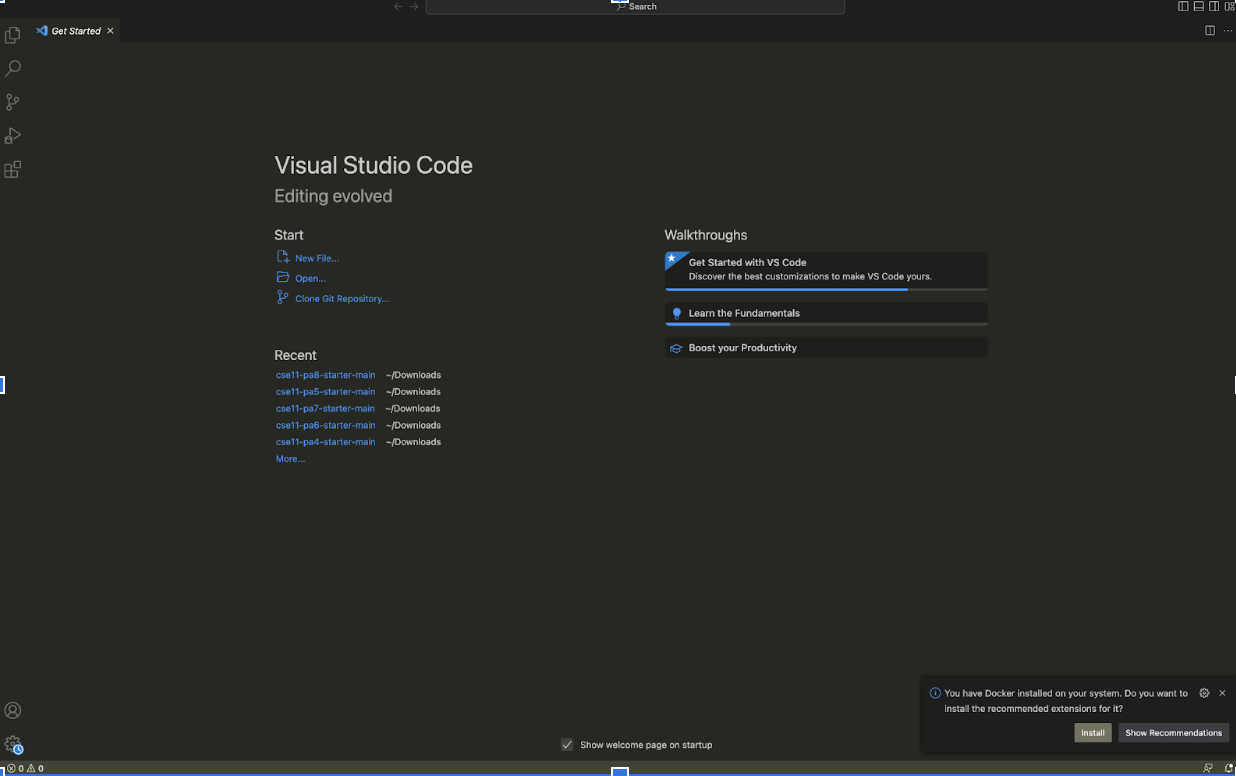 Search
Get Started
Visual Studio Code
Editing evolved
Start
New File...
Open...
Clone Git Repository...
Recent
cse11-pa8-starter-main ~/Downloads
cse11-pa5-starter-main ~/Downloads
cse11-pa7-starter-main ~/Downloads
cse11-pa6-starter-main ~/Downloads
cse11-pa4-starter-main ~/Downloads
More...
Walkthroughs
Get Started with VS Code
Discover the best customizations to make VS Code yours.
Learn the Fundamentals
Boost your Productivity
You have Docker installed on your system. Do you want to
install the recommended extensions for it?
Install Show Recommendations
Show welcome page on startup
0 0